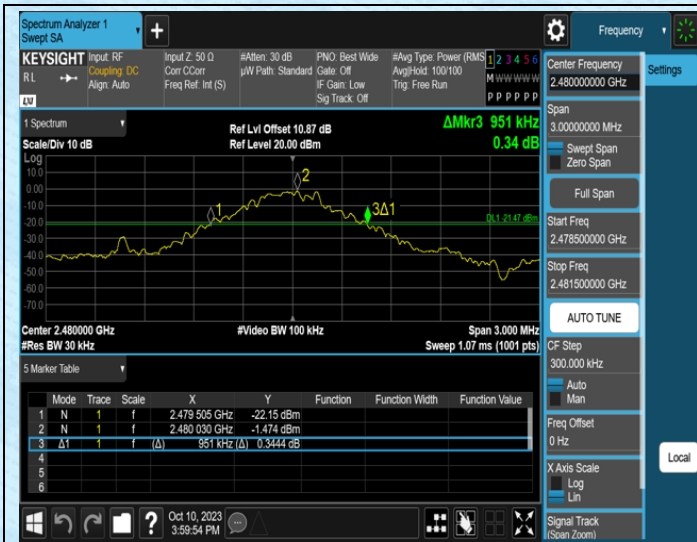 Spectrum Analyzer 1
Swept SA
+
Frequency
KEYSIGHT
RL
LXI
Input: RF
Coupling: DC
Align: Auto
Input Z: 50 Ω
Corr CCorr
Freq Ref: Int (S)
#Atten: 30 dB
µW Path: Standard
PNO: Best Wide
Gate: Off
IF Gain: Low
Sig Track: Off
#Avg Type: Power (RMS
Avg|Hold: 100/100
Trig: Free Run
1 2 3 4 5 6
M W W W W W
P P P P P P
1 Spectrum
Scale/Div 10 dB
Ref Lvl Offset 10.87 dB
Ref Level 20.00 dBm
ΔMkr3 951 kHz
0.34 dB
Log
10.0
0.00
-10.0
-20.0
-30.0
-40.0
-50.0
-60.0
-70.0
1
2
3Δ1
DL1 -21.47 dBm
Center 2.480000 GHz
#Res BW 30 kHz
#Video BW 100 kHz
Span 3.000 MHz
Sweep 1.07 ms (1001 pts)
5 Marker Table
Mode Trace Scale X Y Function Function Width Function Value
1 N 1 f 2.479 505 GHz -22.15 dBm
2 N 1 f 2.480 030 GHz -1.474 dBm
3 Δ1 1 f (Δ) 951 kHz (Δ) 0.3444 dB
4
5
6
?
Oct 10, 2023
3:59:54 PM
Center Frequency
2.480000000 GHz
Span
3.00000000 MHz
Swept Span
Zero Span
Full Span
Start Freq
2.478500000 GHz
Stop Freq
2.481500000 GHz
AUTO TUNE
CF Step
300.000 kHz
Auto
Man
Freq Offset
0 Hz
X Axis Scale
Log
Lin
Signal Track
(Span Zoom)
Settings
Local